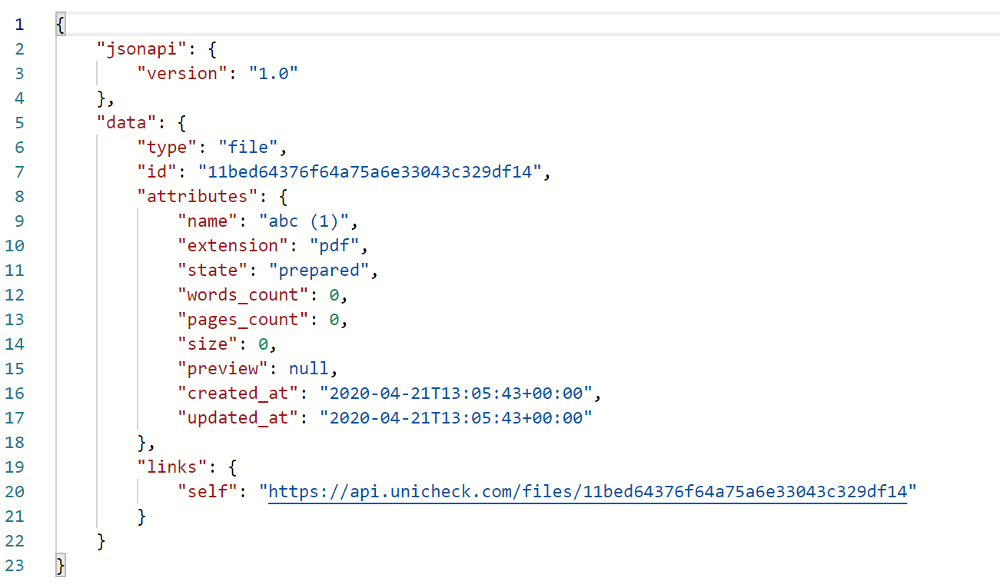 1 {
2     "jsonapi": {
3         "version": "1.0"
4     },
5     "data": {
6         "type": "file",
7         "id": "11bed64376f64a75a6e33043c329df14",
8         "attributes": {
9             "name": "abc (1)",
10             "extension": "pdf",
11             "state": "prepared",
12             "words_count": 0,
13             "pages_count": 0,
14             "size": 0,
15             "preview": null,
16             "created_at": "2020-04-21T13:05:43+00:00",
17             "updated_at": "2020-04-21T13:05:43+00:00"
18         },
19         "links": {
20             "self": "https://api.unicheck.com/files/11bed64376f64a75a6e33043c329df14"
21         }
22     }
23 }